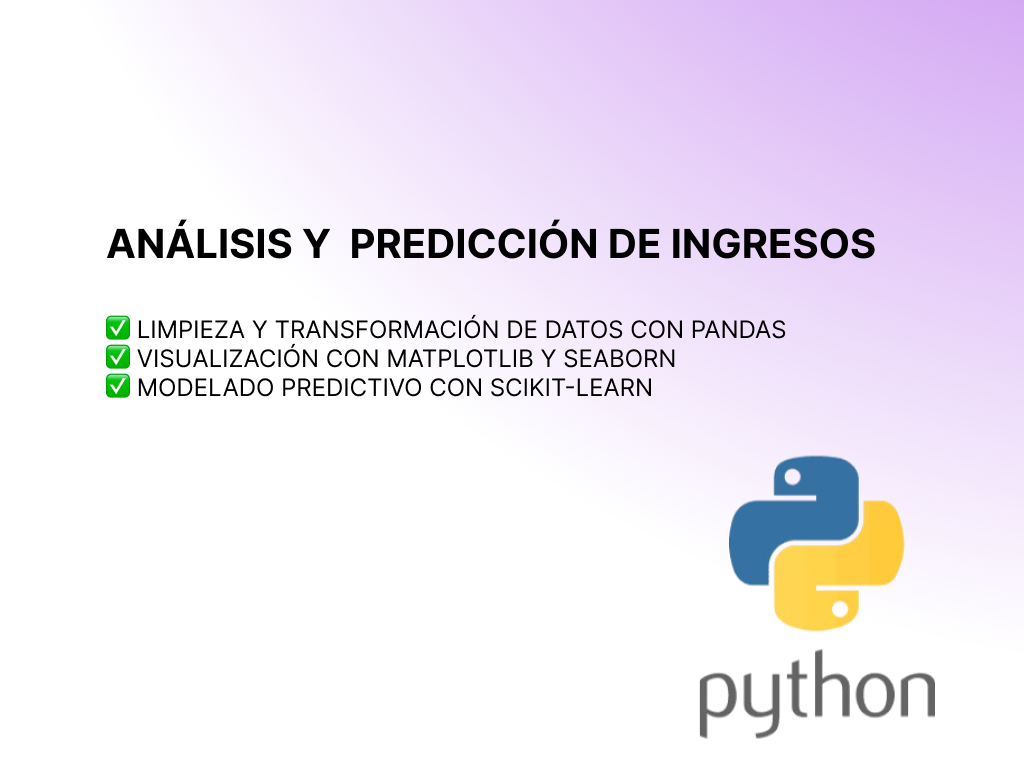 ANÁLISIS Y  PREDICCIÓN DE INGRESOS
✅ LIMPIEZA Y TRANSFORMACIÓN DE DATOS CON PANDAS
✅ VISUALIZACIÓN CON MATPLOTLIB Y SEABORN
✅ MODELADO PREDICTIVO CON SCIKIT-LEARN
python